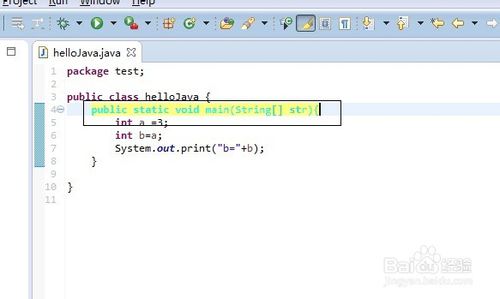 Project Run Window Help
helloJava.java
1 package test;
2
3 public class helloJava {
4 public static void main(String[] str){
5 int a =3;
6 int b=a;
7 System.out.print("b="+b);
8 }
9
10 }
11
Baidu 经验
jingyan.baidu.com